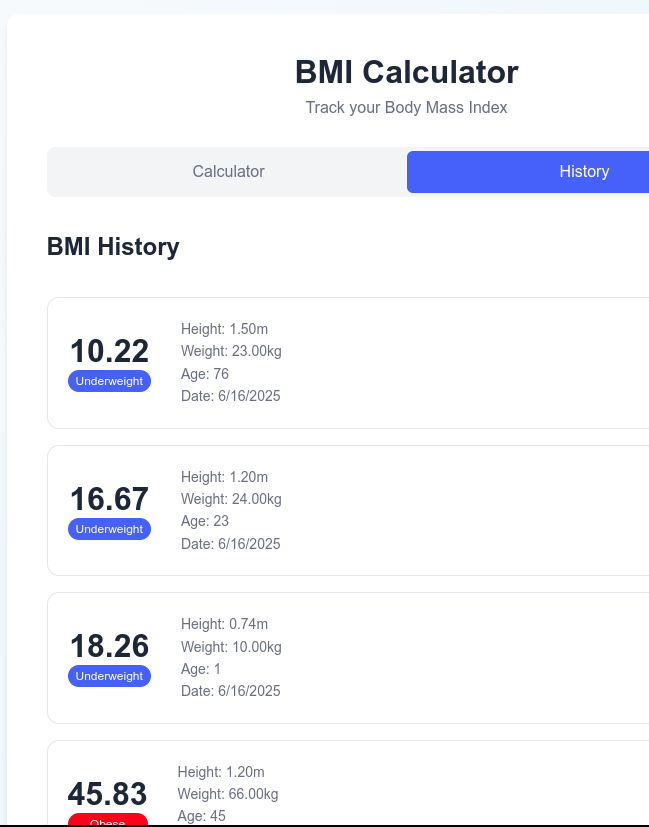 BMI Calculator
Track your Body Mass Index
Calculator
History
BMI History
10.22
Underweight
Height: 1.50m
Weight: 23.00kg
Age: 76
Date: 6/16/2025
16.67
Underweight
Height: 1.20m
Weight: 24.00kg
Age: 23
Date: 6/16/2025
18.26
Underweight
Height: 0.74m
Weight: 10.00kg
Age: 1
Date: 6/16/2025
45.83
Obese
Height: 1.20m
Weight: 66.00kg
Age: 45